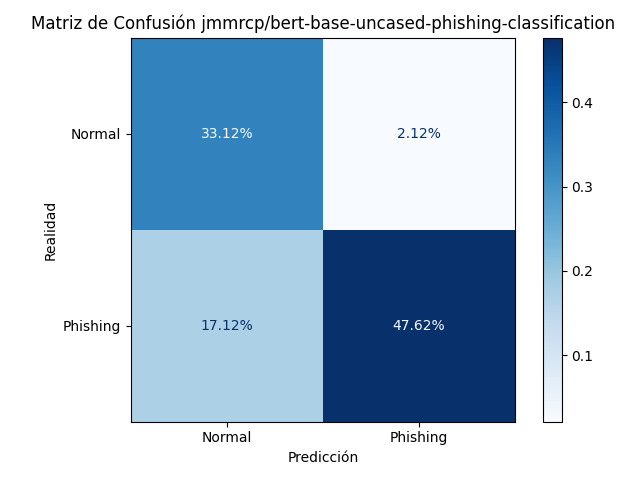 Matriz de Confusión jmmrcp/bert-base-uncased-phishing-classification
Normal
33.12%
2.12%
Phishing
17.12%
47.62%
Normal
Phishing
Predicción
Realidad
0.4
0.3
0.2
0.1